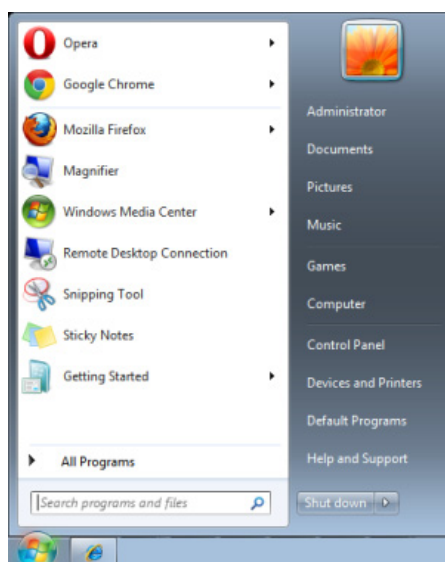 Opera
Google Chrome
Mozilla Firefox
Magnifier
Windows Media Center
Remote Desktop Connection
Snipping Tool
Sticky Notes
Getting Started
All Programs
Search programs and files
Administrator
Documents
Pictures
Music
Games
Computer
Control Panel
Devices and Printers
Default Programs
Help and Support
Shut down